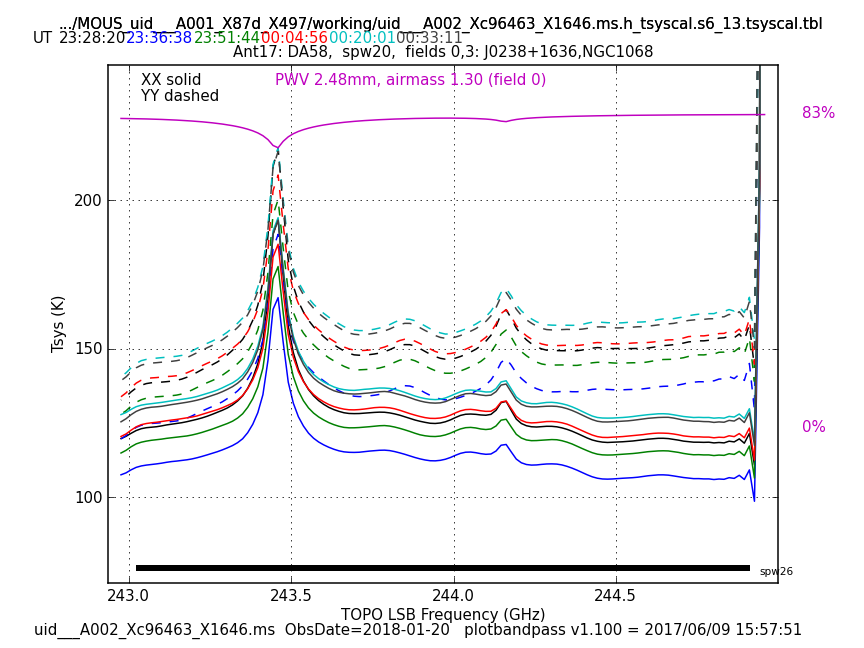 .../MOUS_uid___A001_X87d_X497/working/uid___A002_Xc96463_X1646.ms.h_tsyscal.s6_13.tsyscal.tbl
UT 23:28:20 23:36:38 23:51:44 00:04:56 00:20:01 00:33:11
Ant17: DA58, spw20, fields 0,3: J0238+1636,NGC1068
XX solid PWV 2.48mm, airmass 1.30 (field 0)
YY dashed
83%
200
Tsys (K)
150
0%
100
spw26
243.0 243.5 244.0 244.5
TOPO LSB Frequency (GHz)
uid___A002_Xc96463_X1646.ms ObsDate=2018-01-20 plotbandpass v1.100 = 2017/06/09 15:57:51